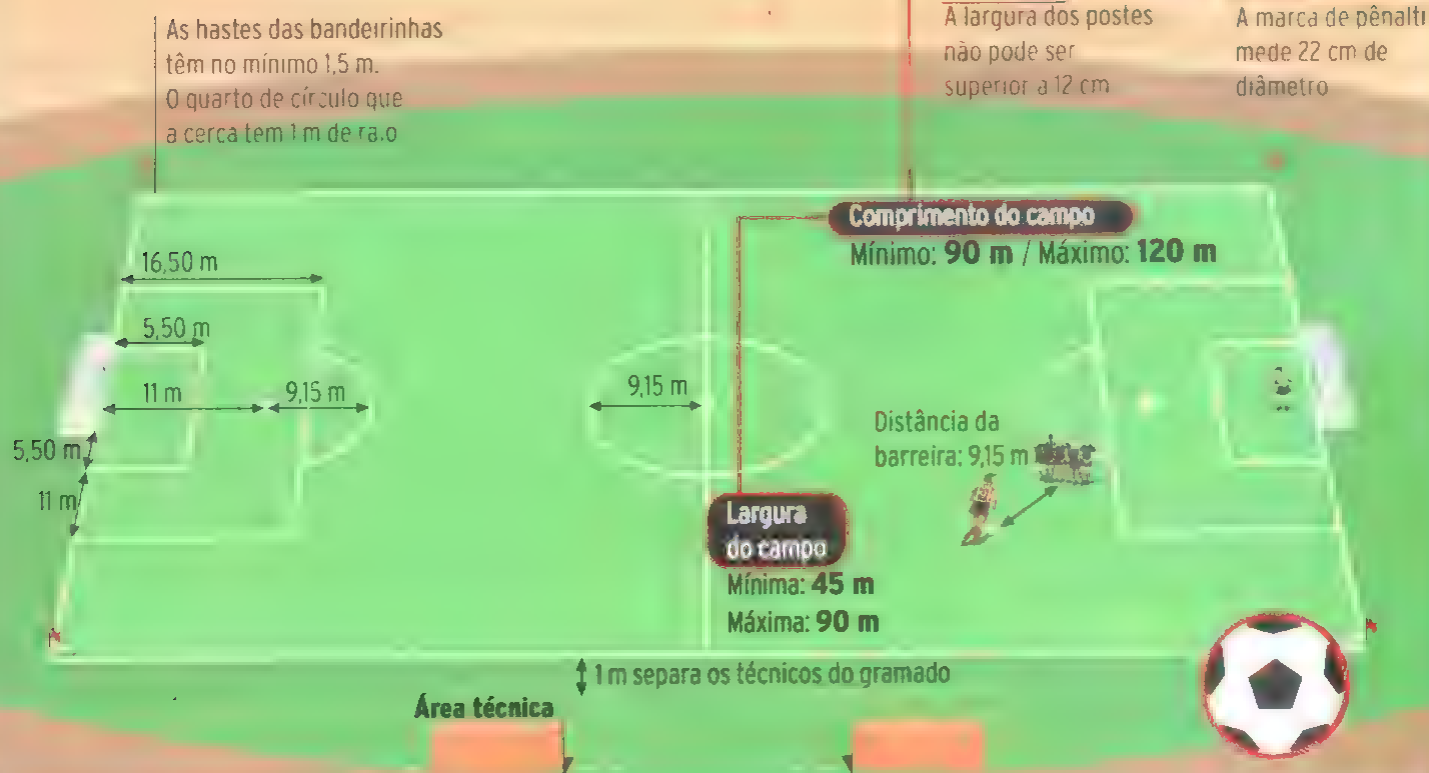 As hastes das bandeirinhas
têm no mínimo 1,5 m.
O quarto de círculo que
a cerca tem 1 m de raio
A largura dos postes
não pode ser
superior a 12 cm
A marca de pênalti
mede 22 cm de
diâmetro
Comprimento do campo
Mínimo: 90 m / Máximo: 120 m
16,50 m
5,50 m
11 m
9,15 m
5,50 m
11 m
9,15 m
Distância da
barreira: 9,15 m
Largura
do campo
Mínima: 45 m
Máxima: 90 m
1 m separa os técnicos do gramado
Área técnica